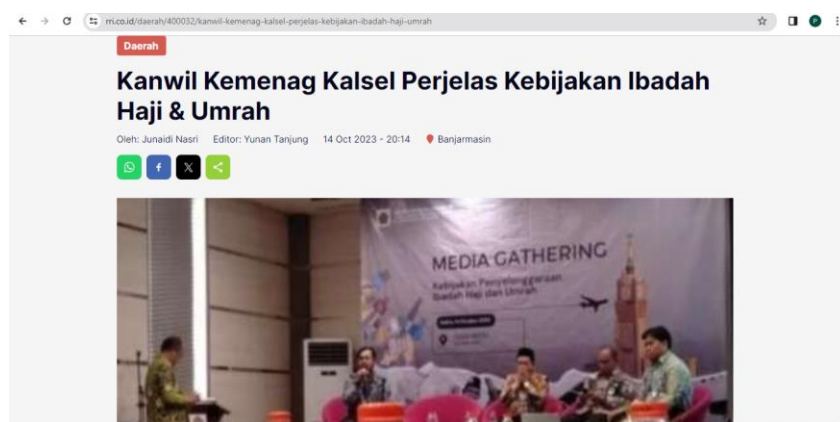 rri.co.id/daerah/400032/kanwil-kemenag-kalsel-perjelas-kebijakan-ibadah-haji-umrah
Daerah
Kanwil Kemenag Kalsel Perjelas Kebijakan Ibadah
Haji & Umrah
Oleh: Junaidi Nasri Editor: Yunan Tanjung 14 Oct 2023 - 20:14 Banjarmasin
MEDIA GATHERING
Kebijakan Penyelenggaraan
Ibadah Haji dan Umrah